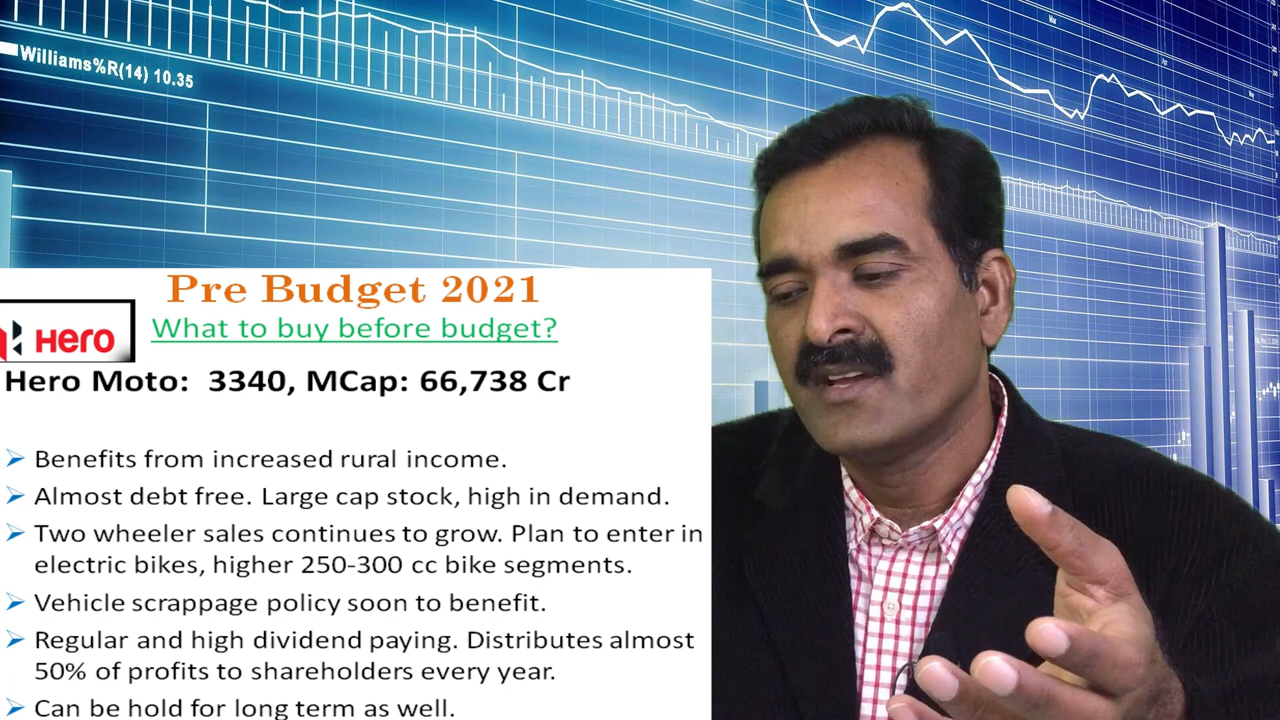 Williams%R(14) 10.35
Pre Budget 2021
What to buy before budget?
Hero
Hero Moto: 3340, MCap: 66,738 Cr
➢ Benefits from increased rural income.
➢ Almost debt free. Large cap stock, high in demand.
➢ Two wheeler sales continues to grow. Plan to enter in
electric bikes, higher 250-300 cc bike segments.
➢ Vehicle scrappage policy soon to benefit.
➢ Regular and high dividend paying. Distributes almost
50% of profits to shareholders every year.
➢ Can be hold for long term as well.